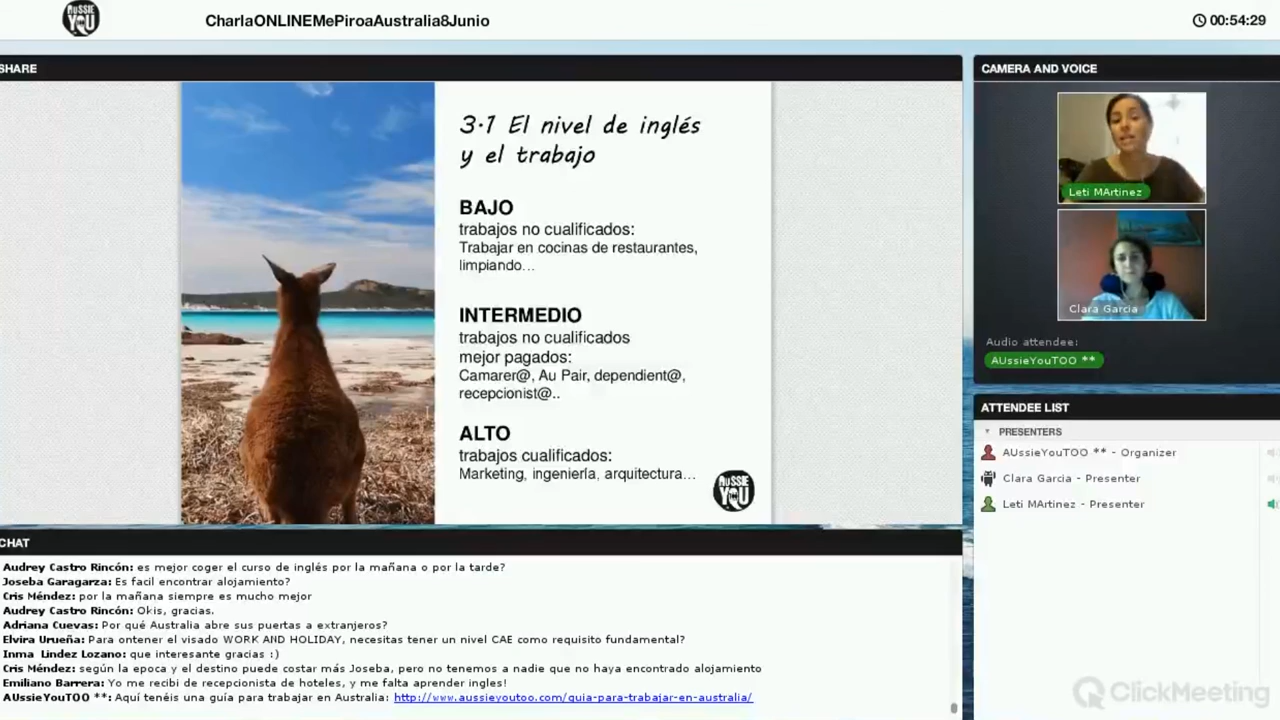 AUSSIE
YOU
TOO
CharlaONLINEMePiroaAustralia8Junio
00:54:29
SHARE
3.1 El nivel de inglés
y el trabajo
BAJO
trabajos no cualificados:
Trabajar en cocinas de restaurantes,
limpiando...
INTERMEDIO
trabajos no cualificados
mejor pagados:
Camarer@, Au Pair, dependient@,
recepcionist@..
ALTO
trabajos cualificados:
Marketing, ingeniería, arquitectura...
AUSSIE
YOU
TOO
CAMERA AND VOICE
Leti MArtinez
Clara Garcia
Audio attendee:
AUssieYouTOO **
ATTENDEE LIST
PRESENTERS
AUssieYouTOO ** - Organizer
Clara Garcia - Presenter
Leti MArtinez - Presenter
CHAT
Audrey Castro Rincón: es mejor coger el curso de inglés por la mañana o por la tarde?
Joseba Garagarza: Es facil encontrar alojamiento?
Cris Méndez: por la mañana siempre es mucho mejor
Audrey Castro Rincón: Okis, gracias.
Adriana Cuevas: Por qué Australia abre sus puertas a extranjeros?
Elvira Urueña: Para ontener el visado WORK AND HOLIDAY, necesitas tener un nivel CAE como requisito fundamental?
Inma Lindez Lozano: que interesante gracias :)
Cris Méndez: según la epoca y el destino puede costar más Joseba, pero no tenemos a nadie que no haya encontrado alojamiento
Emiliano Barrera: Yo me recibi de recepcionista de hoteles, y me falta aprender ingles!
AUssieYouTOO **: Aquí tenéis una guía para trabajar en Australia: http://www.aussieyoutoo.com/guia-para-trabajar-en-australia/
ClickMeeting